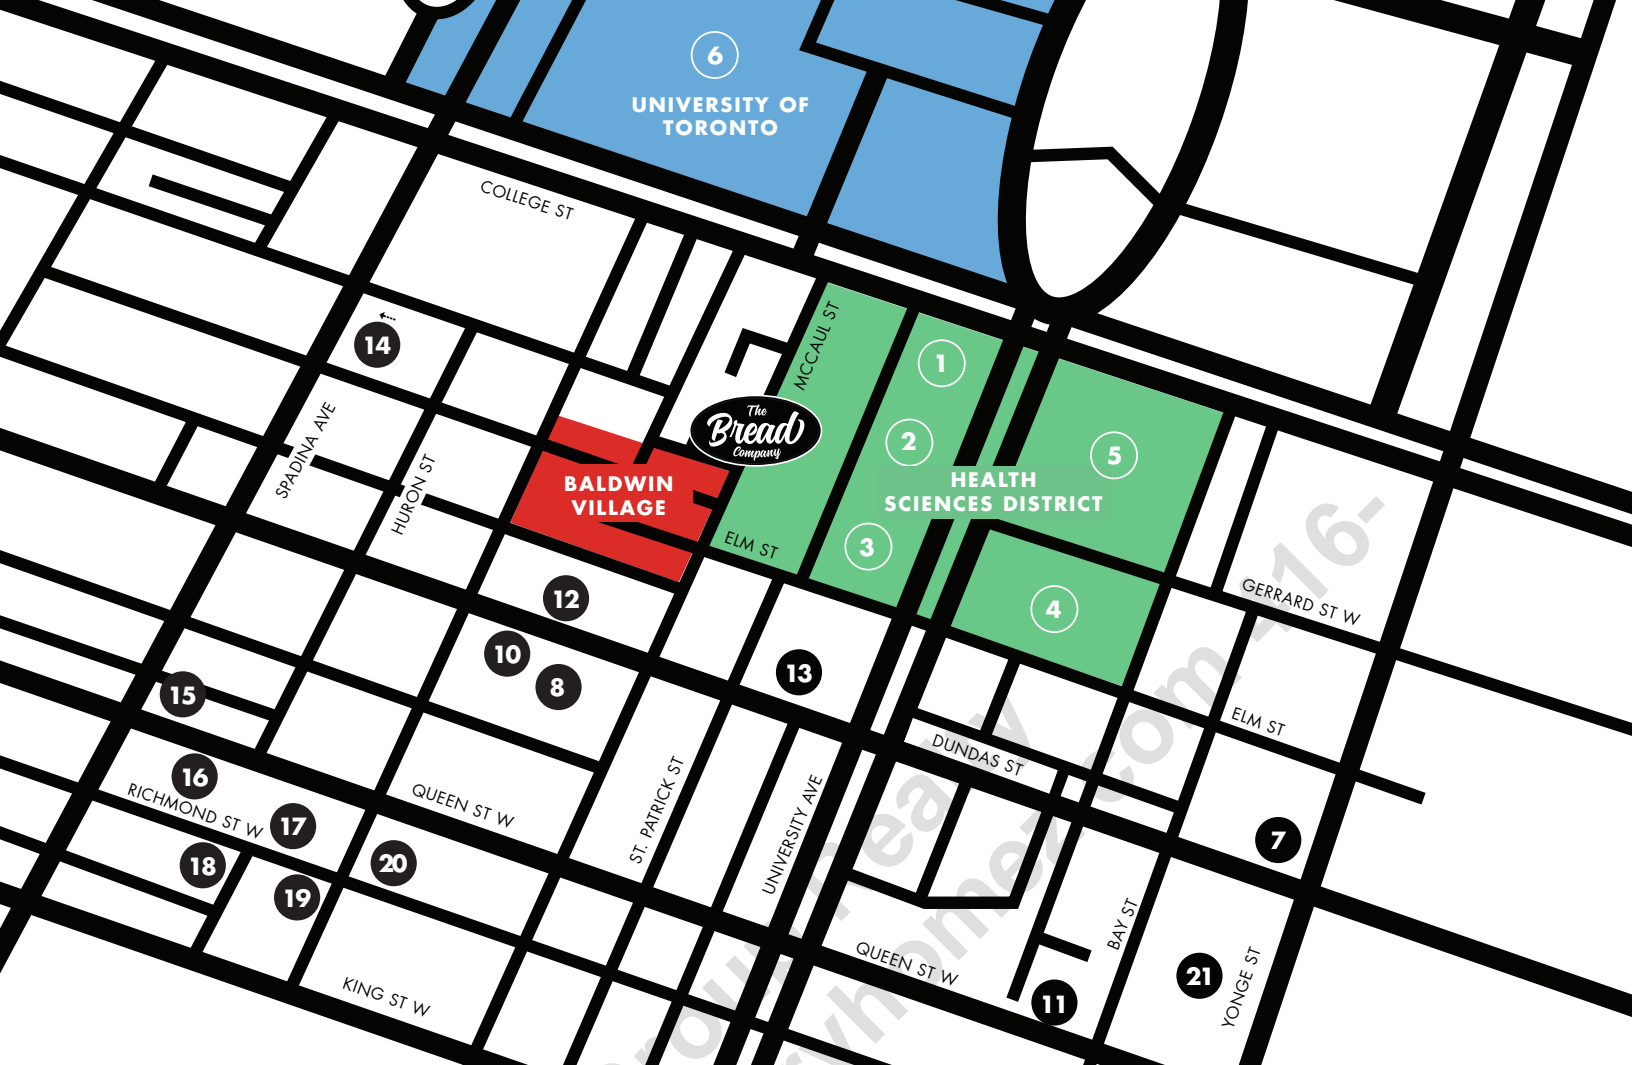 6
UNIVERSITY OF
TORONTO
COLLEGE ST
MCCAUL ST
14
1
2
5
The
Bread
Company
SPADINA AVE
HURON ST
BALDWIN
VILLAGE
HEALTH
SCIENCES DISTRICT
ELM ST
3
4
GERRARD ST W
12
10
8
13
15
ELM ST
DUNDAS ST
16
RICHMOND ST W
17
QUEEN ST W
ST. PATRICK ST
UNIVERSITY AVE
7
18
20
19
BAY ST
QUEEN ST W
KING ST W
11
21
YONGE ST
416-